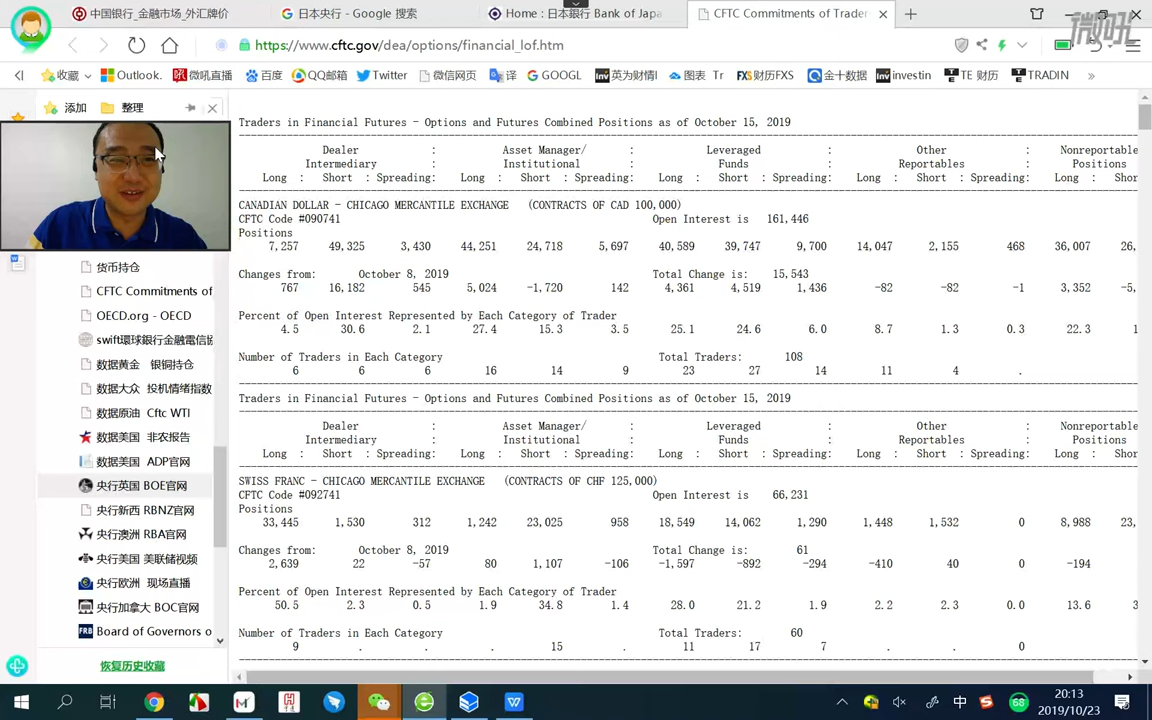 中国银行_金融市场_外汇牌价
日本央行 - Google 搜索
Home : 日本銀行 Bank of Japa
CFTC Commitments of Trader
https://www.cftc.gov/dea/options/financial_lof.htm
收藏 Outlook. 微吼直播 百度 QQ邮箱 Twitter 微信网页 译 GOOGL 英为财情 图表 Tr FXS 财历FXS 金十数据 Inv investin TE 财历 TRADIN »
添加 整理
货币持仓
CFTC Commitments of
OECD.org - OECD
swift環球銀行金融電信協
数据黄金 银铜持仓
数据大众 投机情绪指数
数据原油 Cftc WTI
数据美国 非农报告
数据美国 ADP官网
央行英国 BOE官网
央行新西 RBNZ官网
央行澳洲 RBA官网
央行美国 美联储视频
央行欧洲 现场直播
央行加拿大 BOC官网
FRB Board of Governors o
恢复历史收藏
Traders in Financial Futures - Options and Futures Combined Positions as of October 15, 2019
Dealer : Asset Manager/ : Leveraged : Other : Nonreportable
Intermediary : Institutional : Funds : Reportables : Positions
Long : Short : Spreading: Long : Short : Spreading: Long : Short : Spreading: Long : Short : Spreading: Long : Shor
CANADIAN DOLLAR - CHICAGO MERCANTILE EXCHANGE (CONTRACTS OF CAD 100,000)
CFTC Code #090741 Open Interest is 161,446
Positions
7,257 49,325 3,430 44,251 24,718 5,697 40,589 39,747 9,700 14,047 2,155 468 36,007 26,
Changes from: October 8, 2019 Total Change is: 15,543
767 16,182 545 5,024 -1,720 142 4,361 4,519 1,436 -82 -82 -1 3,352 -5,
Percent of Open Interest Represented by Each Category of Trader
4.5 30.6 2.1 27.4 15.3 3.5 25.1 24.6 6.0 8.7 1.3 0.3 22.3 1
Number of Traders in Each Category Total Traders: 108
6 6 6 16 14 9 23 27 14 11 4 .
Traders in Financial Futures - Options and Futures Combined Positions as of October 15, 2019
Dealer : Asset Manager/ : Leveraged : Other : Nonreportable
Intermediary : Institutional : Funds : Reportables : Positions
Long : Short : Spreading: Long : Short : Spreading: Long : Short : Spreading: Long : Short : Spreading: Long : Shor
SWISS FRANC - CHICAGO MERCANTILE EXCHANGE (CONTRACTS OF CHF 125,000)
CFTC Code #092741 Open Interest is 66,231
Positions
33,445 1,530 312 1,242 23,025 958 18,549 14,062 1,290 1,448 1,532 0 8,988 23,
Changes from: October 8, 2019 Total Change is: 61
2,639 22 -57 80 1,107 -106 -1,597 -892 -294 -410 40 0 -194
Percent of Open Interest Represented by Each Category of Trader
50.5 2.3 0.5 1.9 34.8 1.4 28.0 21.2 1.9 2.2 2.3 0.0 13.6 3
Number of Traders in Each Category Total Traders: 60
9 . . . 15 . 11 17 7 . . 0
中
68
20:13
2019/10/23